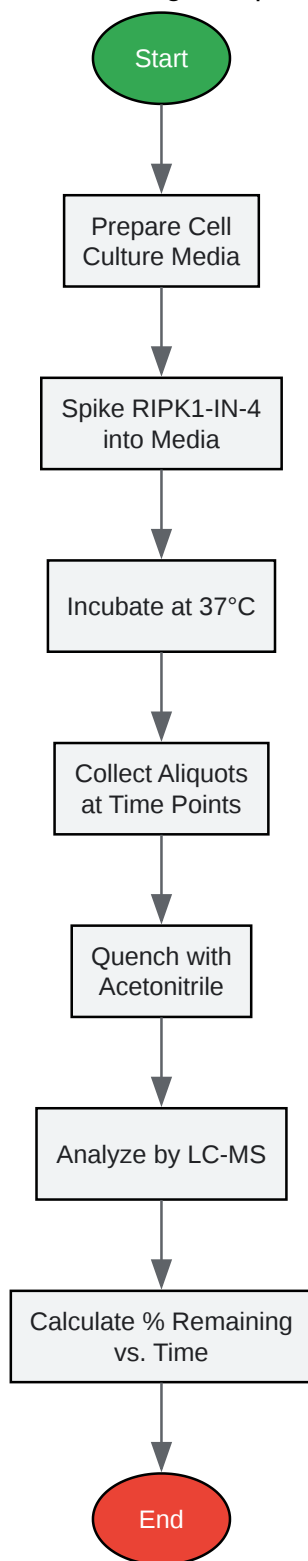 Start
Prepare Cell
Culture Media
Spike RIPK1-IN-4
into Media
Incubate at 37°C
Collect Aliquots
at Time Points
Quench with
Acetonitrile
Analyze by LC-MS
Calculate % Remaining
vs. Time
End